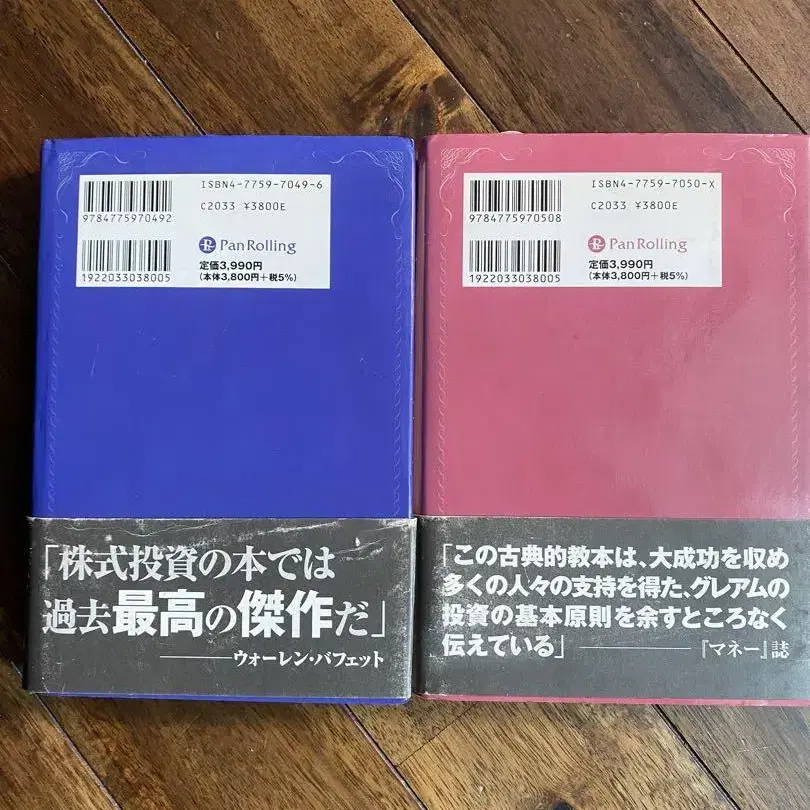 ISBN4-7759-7049-6
C2033 ¥3800E
9784775970492
PanRolling
定価3,990円
(本体3,800円+税5%)
1922033038005
「株式投資の本では
過去最高の傑作だ」
───ウォーレン・バフェット
ISBN4-7759-7050-X
C2033 ¥3800E
9784775970508
PanRolling
定価3,990円
(本体3,800円+税5%)
1922033038005
「この古典的教本は、大成功を収め
多くの人々の支持を得た、グレアムの
投資の基本原則を余すところなく
伝えている」───『マネー』誌